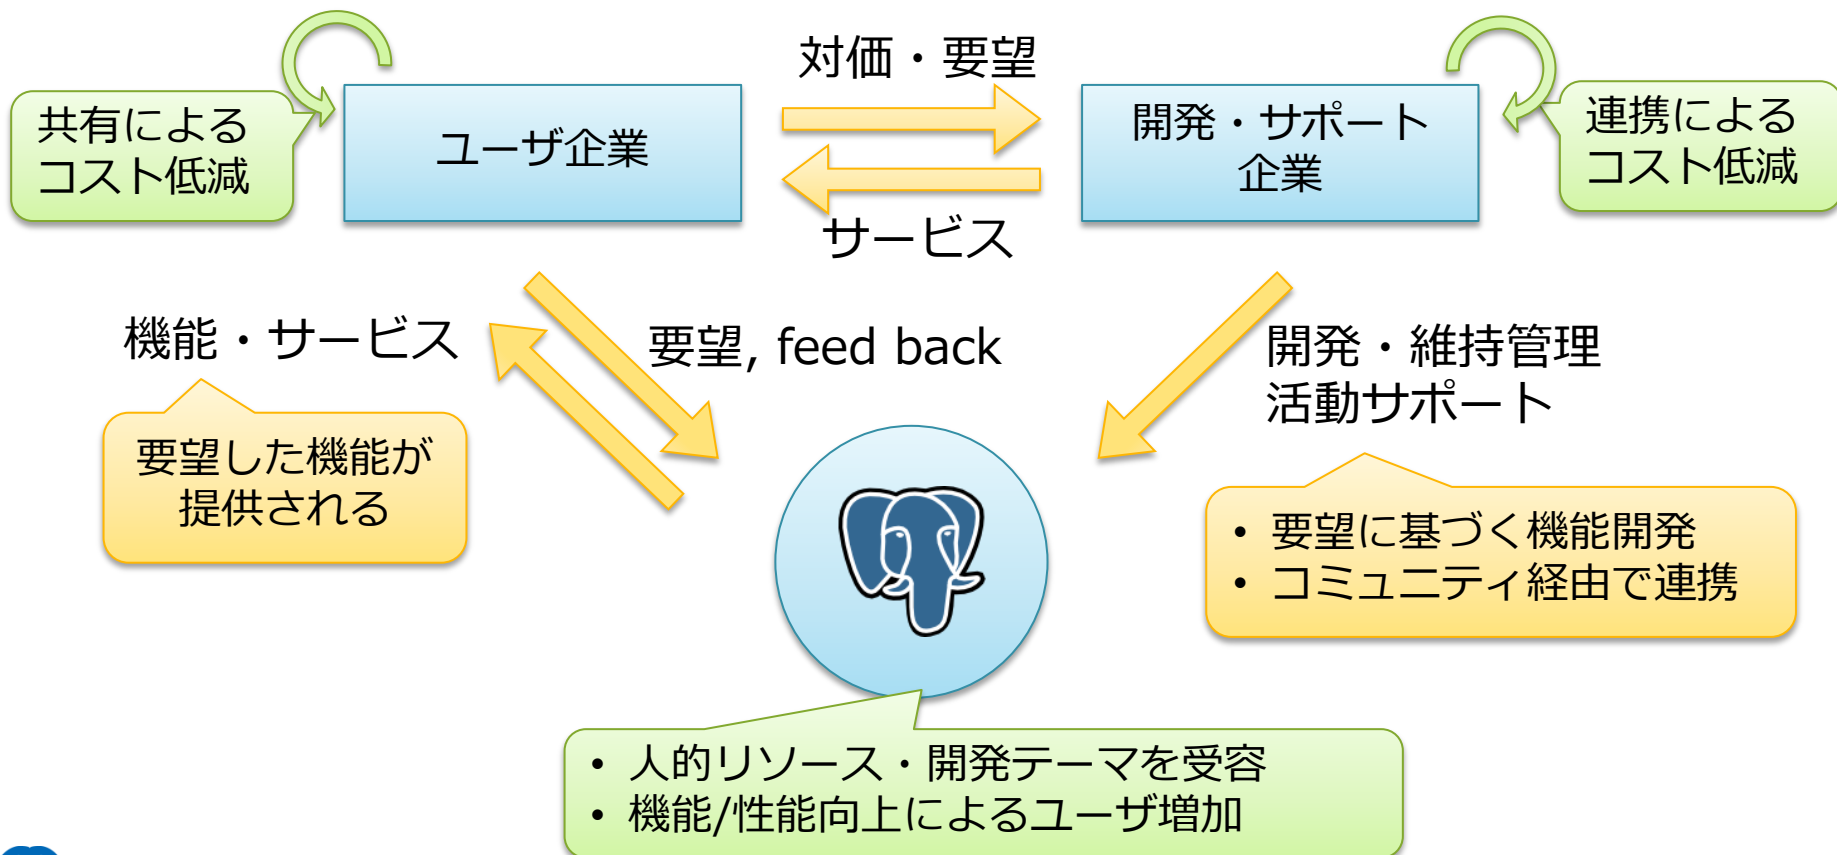 対価・要望
共有による
コスト低減
ユーザ企業
開発・サポート
企業
連携による
コスト低減
サービス
機能・サービス
要望, feed back
開発・維持管理
活動サポート
要望した機能が
提供される
• 要望に基づく機能開発
• コミュニティ経由で連携
• 人的リソース・開発テーマを受容
• 機能/性能向上によるユーザ増加